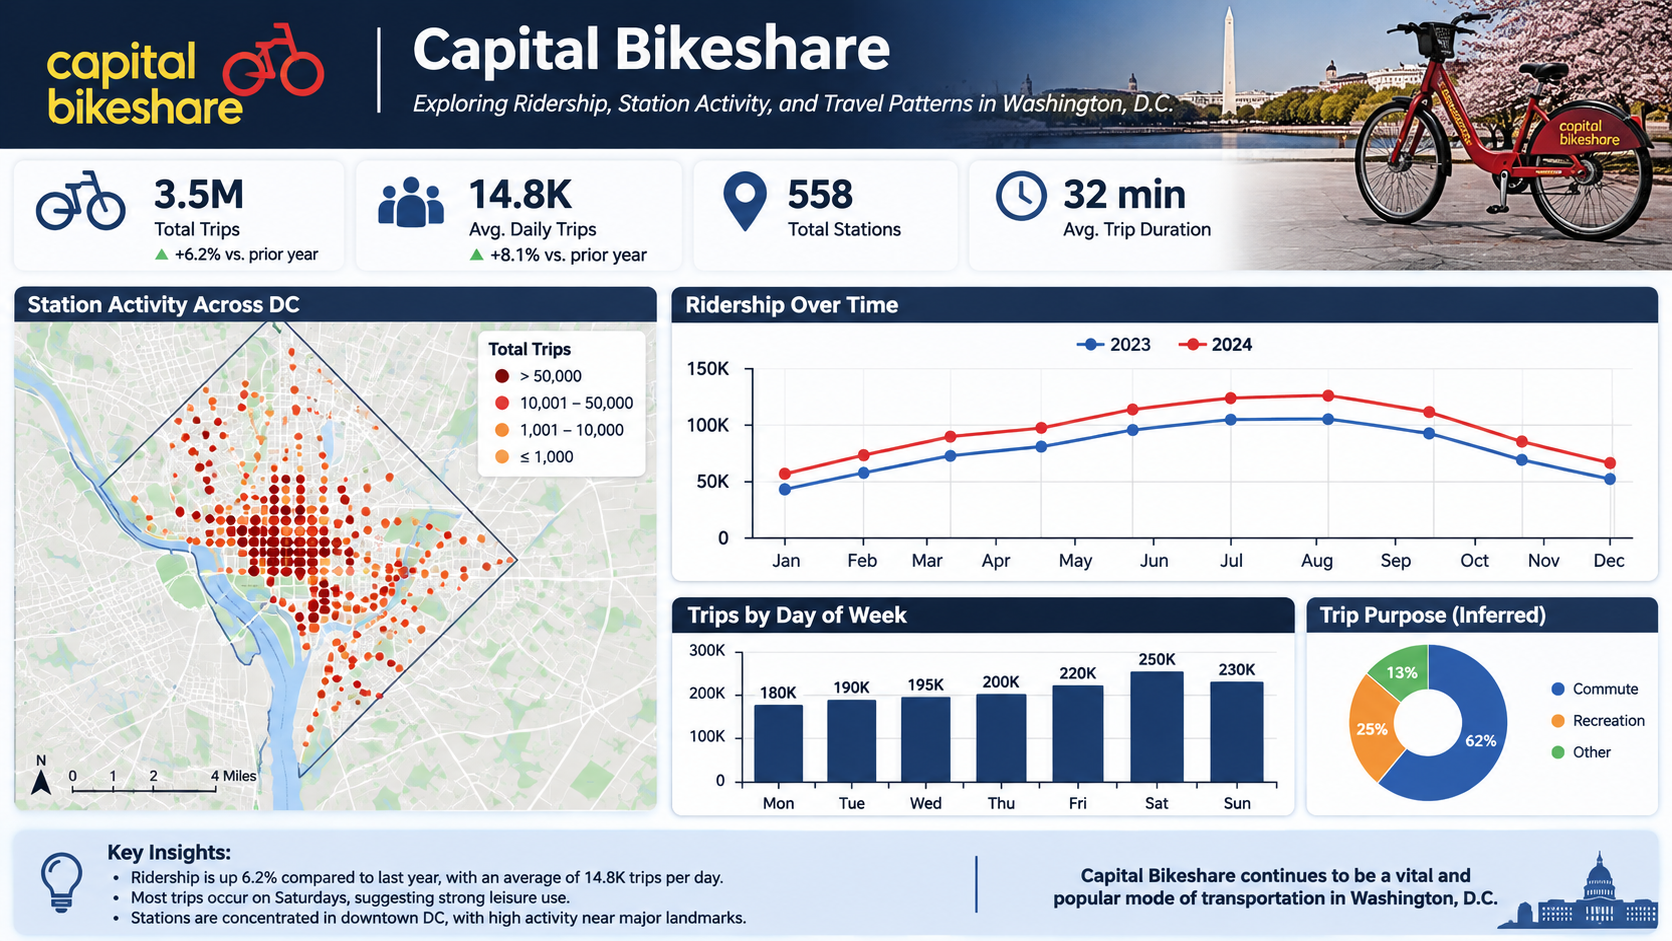 capital
bikeshare
Capital Bikeshare
Exploring Ridership, Station Activity, and Travel Patterns in Washington, D.C.
capital
bikeshare
3.5M
Total Trips
+6.2% vs. prior year
14.8K
Avg. Daily Trips
+8.1% vs. prior year
558
Total Stations
32 min
Avg. Trip Duration
Station Activity Across DC
Total Trips
> 50,000
10,001 – 50,000
1,001 – 10,000
≤ 1,000
N
0 1 2 4 Miles
Ridership Over Time
2023 2024
150K
100K
50K
0
Jan Feb Mar Apr May Jun Jul Aug Sep Oct Nov Dec
Trips by Day of Week
300K
200K
100K
0
180K 190K 195K 200K 220K 250K 230K
Mon Tue Wed Thu Fri Sat Sun
Trip Purpose (Inferred)
13%
25%
62%
Commute
Recreation
Other
Key Insights:
• Ridership is up 6.2% compared to last year, with an average of 14.8K trips per day.
• Most trips occur on Saturdays, suggesting strong leisure use.
• Stations are concentrated in downtown DC, with high activity near major landmarks.
Capital Bikeshare continues to be a vital and
popular mode of transportation in Washington, D.C.